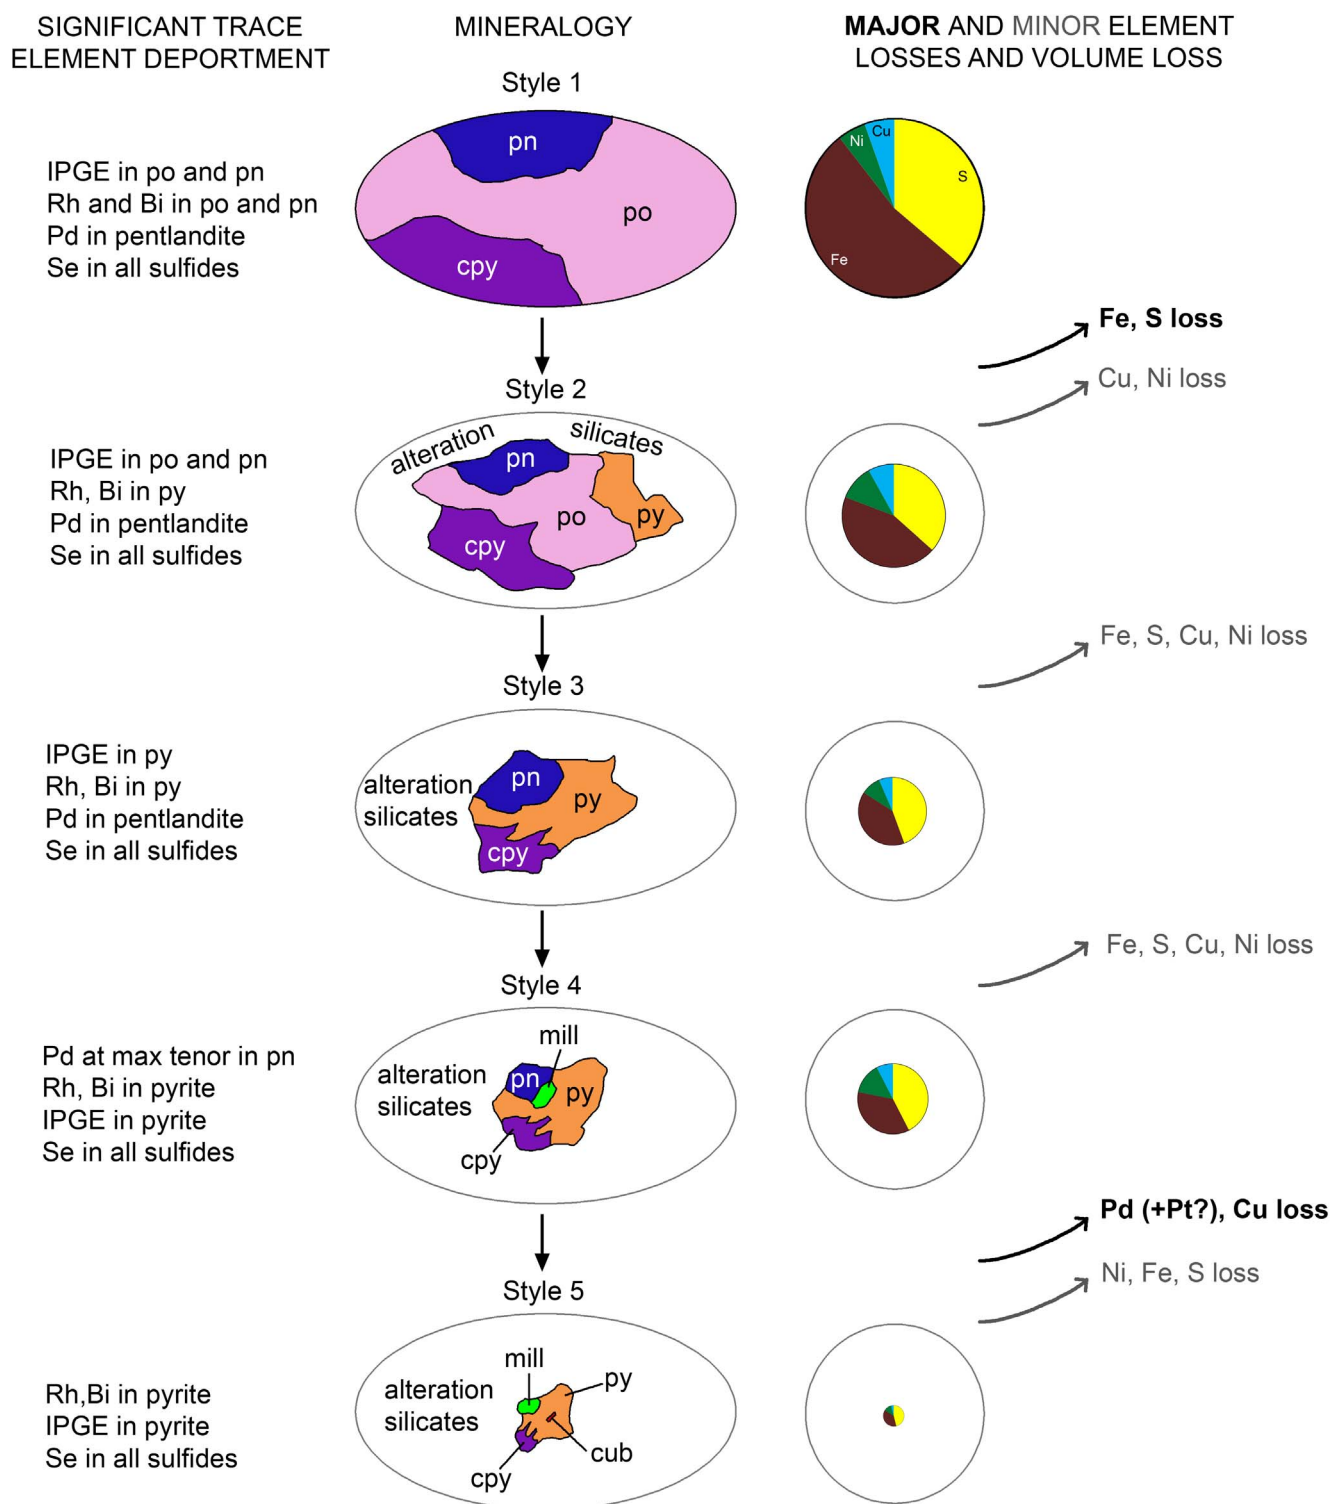 SIGNIFICANT TRACE
ELEMENT DEPORTMENT
MINERALOGY
MAJOR AND MINOR ELEMENT
LOSSES AND VOLUME LOSS
Style 1
IPGE in po and pn
Rh and Bi in po and pn
Pd in pentlandite
Se in all sulfides
pn
po
cpy
Cu
Ni
S
Fe
Fe, S loss
Cu, Ni loss
Style 2
IPGE in po and pn
Rh, Bi in py
Pd in pentlandite
Se in all sulfides
alteration silicates
pn
po
py
cpy
Fe, S, Cu, Ni loss
Style 3
IPGE in py
Rh, Bi in py
Pd in pentlandite
Se in all sulfides
alteration
silicates
pn
py
cpy
Fe, S, Cu, Ni loss
Style 4
Pd at max tenor in pn
Rh, Bi in pyrite
IPGE in pyrite
Se in all sulfides
alteration
silicates
mill
pn
py
cpy
Pd (+Pt?), Cu loss
Ni, Fe, S loss
Style 5
Rh,Bi in pyrite
IPGE in pyrite
Se in all sulfides
alteration
silicates
mill
py
cub
cpy